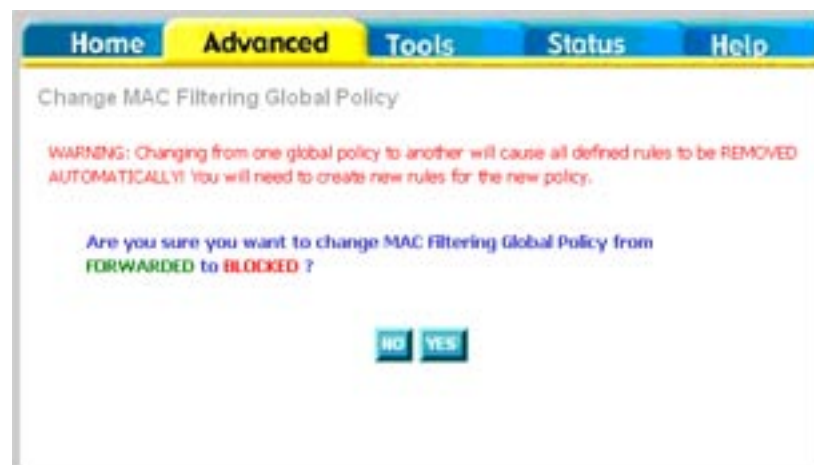 Home Advanced Tools Status Help
Change MAC Filtering Global Policy
WARNING: Changing from one global policy to another will cause all defined rules to be REMOVED
AUTOMATICALLY! You will need to create new rules for the new policy.
Are you sure you want to change MAC Filtering Global Policy from
FORWARDED to BLOCKED ?
NO YES